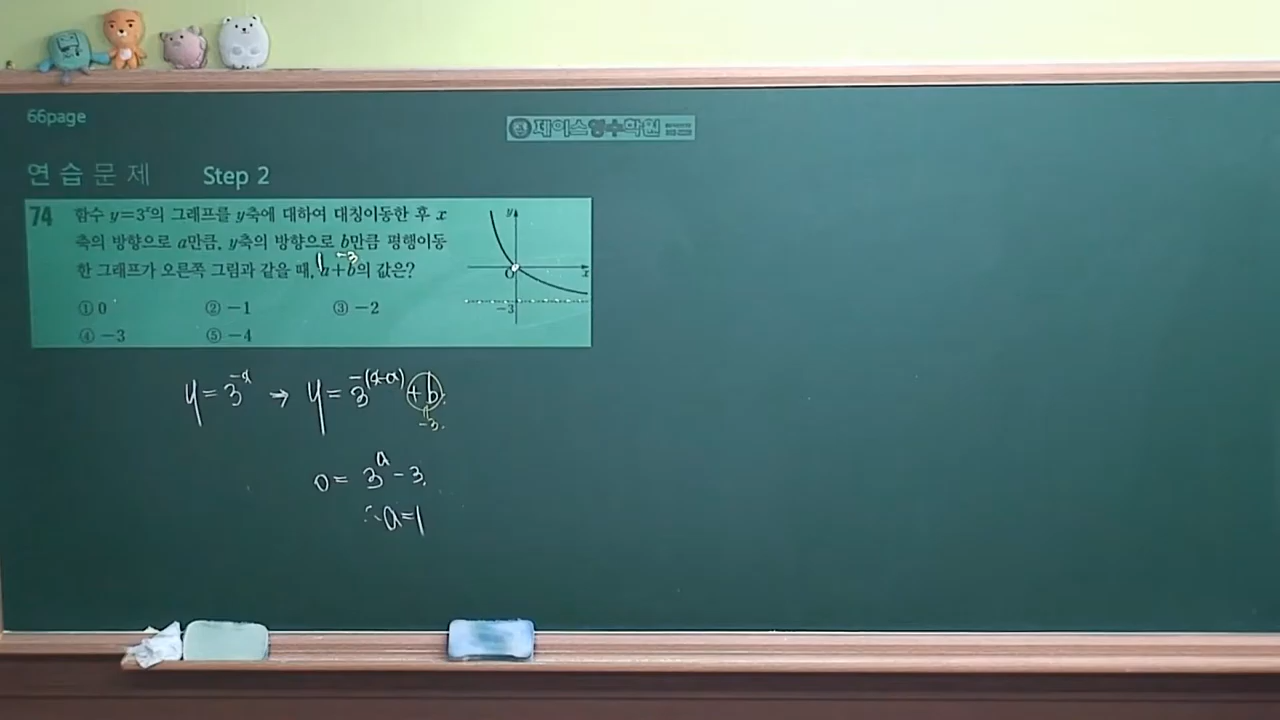 66page
제이스영수학원
연습문제 Step 2
74 함수 y=3ˣ의 그래프를 y축에 대하여 대칭이동한 후 x
축의 방향으로 a만큼, y축의 방향으로 b만큼 평행이동
한 그래프가 오른쪽 그림과 같을 때, a+b의 값은?
1 -3
① 0 ② -1 ③ -2
④ -3 ⑤ -4
y
O x
-3
y=3^{-x} → y=3^{-(x-a)}+b
-3.
0=3^{a}-3.
∴a=1